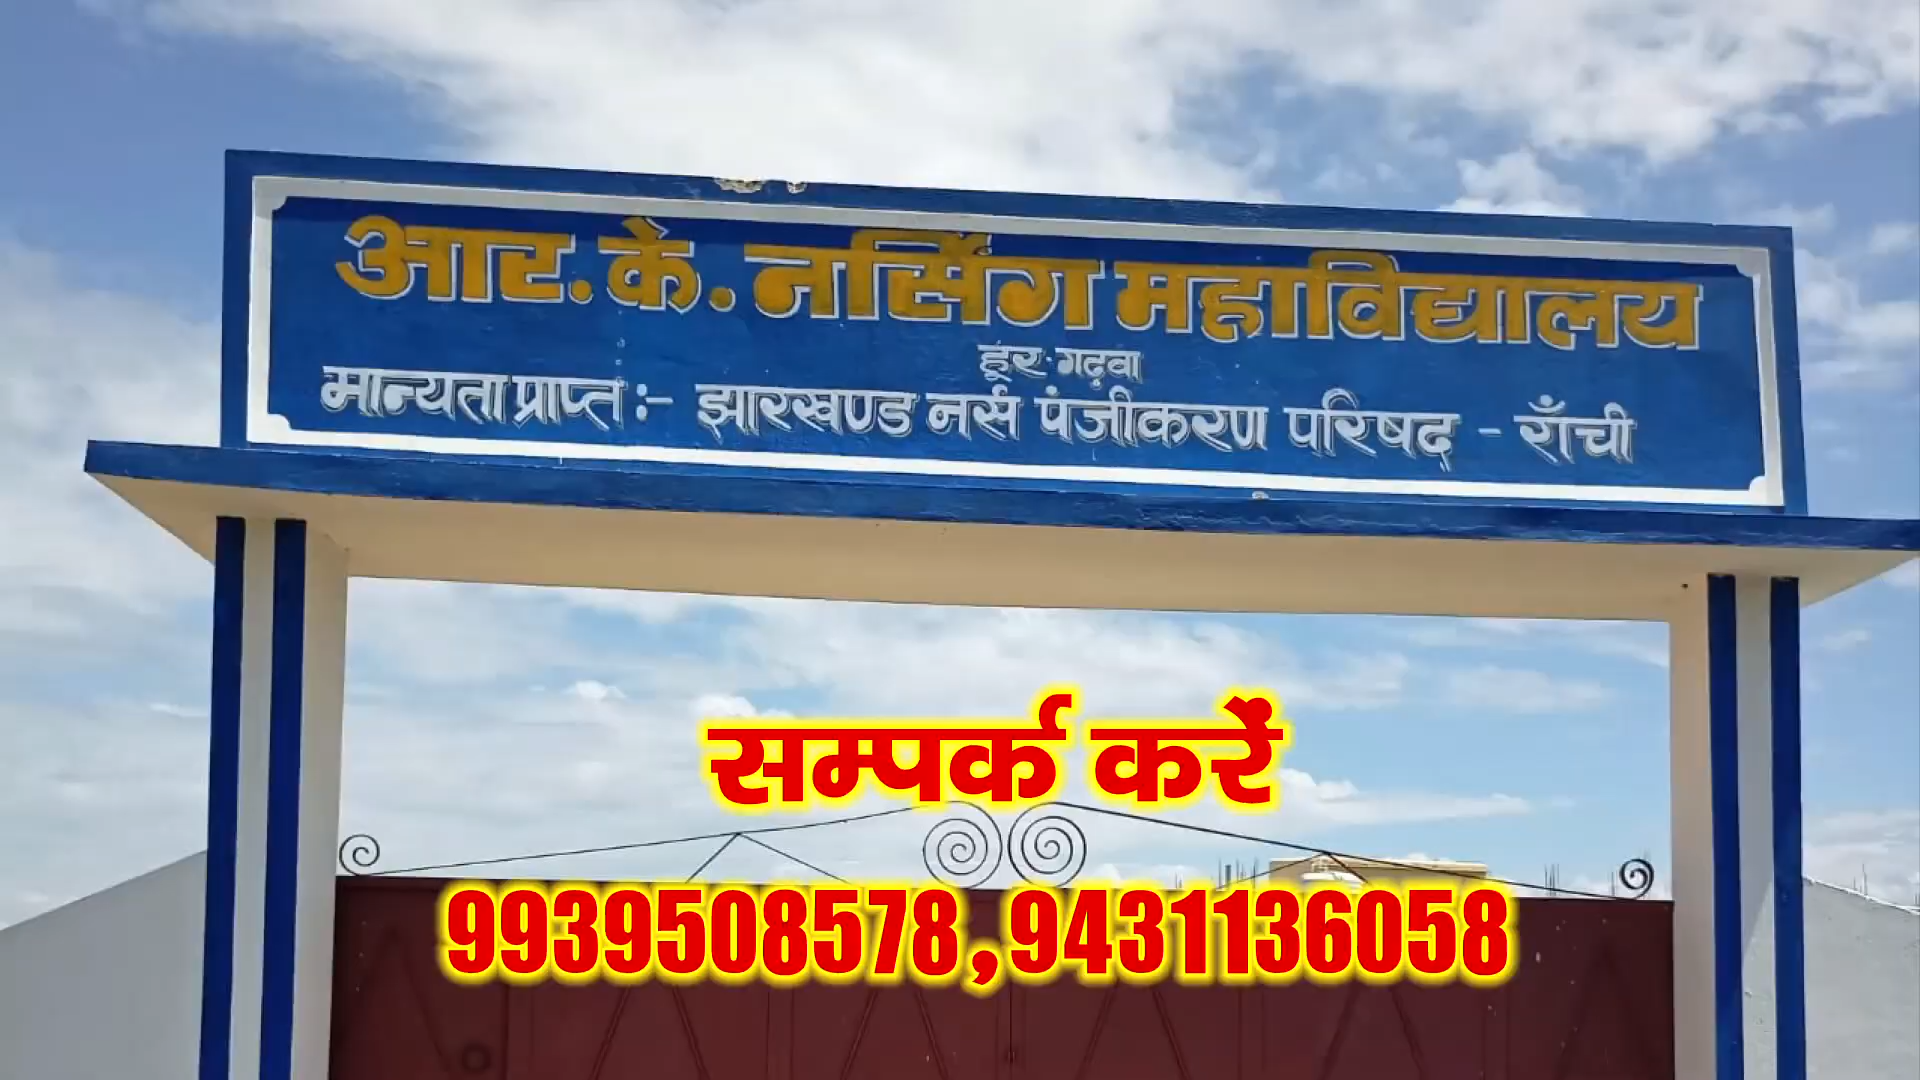 आर. के. नर्सिंग महाविद्यालय
हूर-गढ़वा
मान्यता प्राप्त :- झारखण्ड नर्स पंजीकरण परिषद् - राँची
सम्पर्क करें
9939508578,9431136058